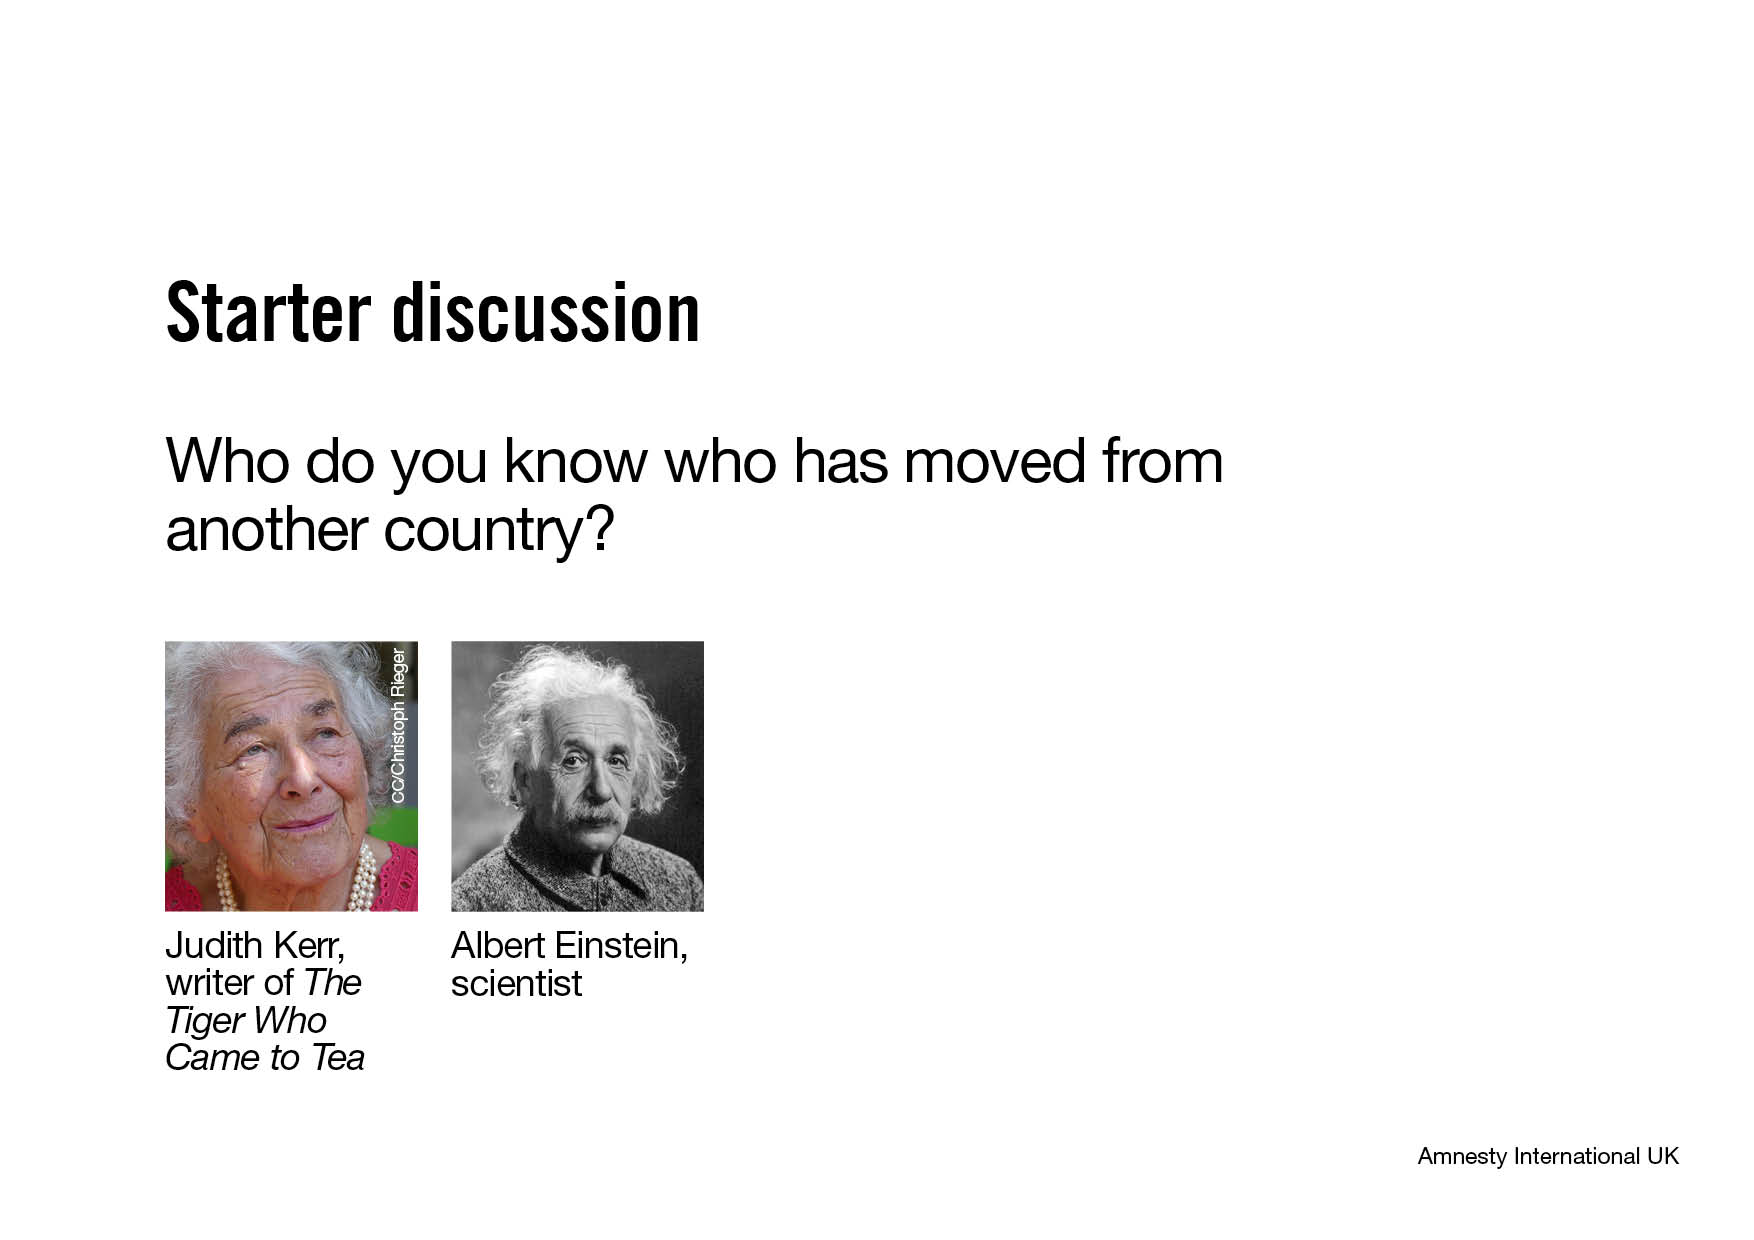 Starter discussion
Who do you know who has moved from
another country?
CC/Christoph Rieger
Judith Kerr,
writer of The
Tiger Who
Came to Tea
Albert Einstein,
scientist
Amnesty International UK